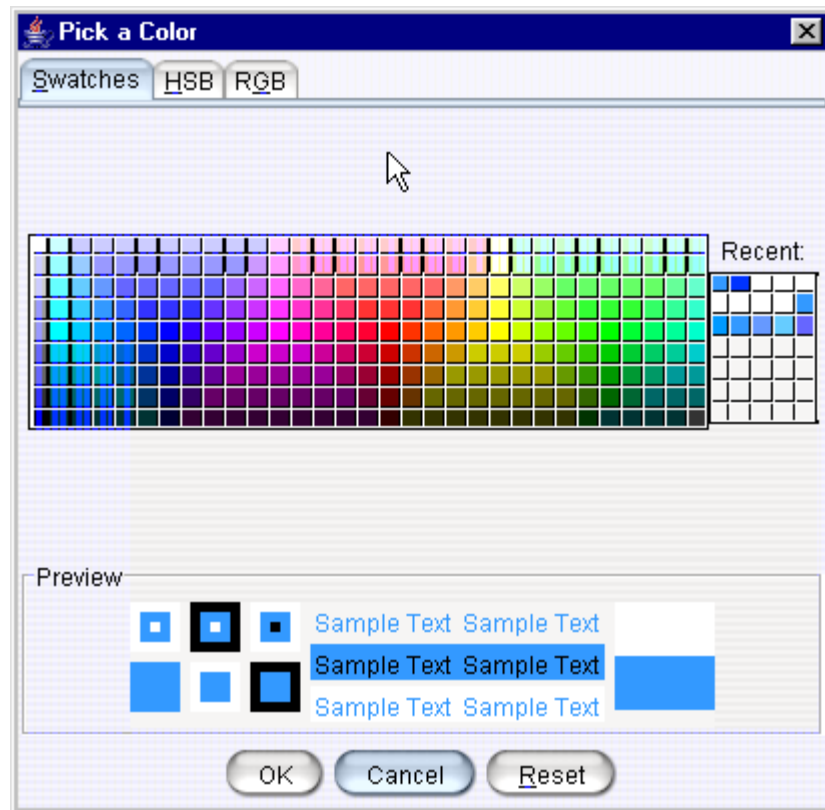 Pick a Color
Swatches HSB RGB
Recent:
Preview
Sample Text Sample Text
Sample Text Sample Text
Sample Text Sample Text
OK Cancel Reset